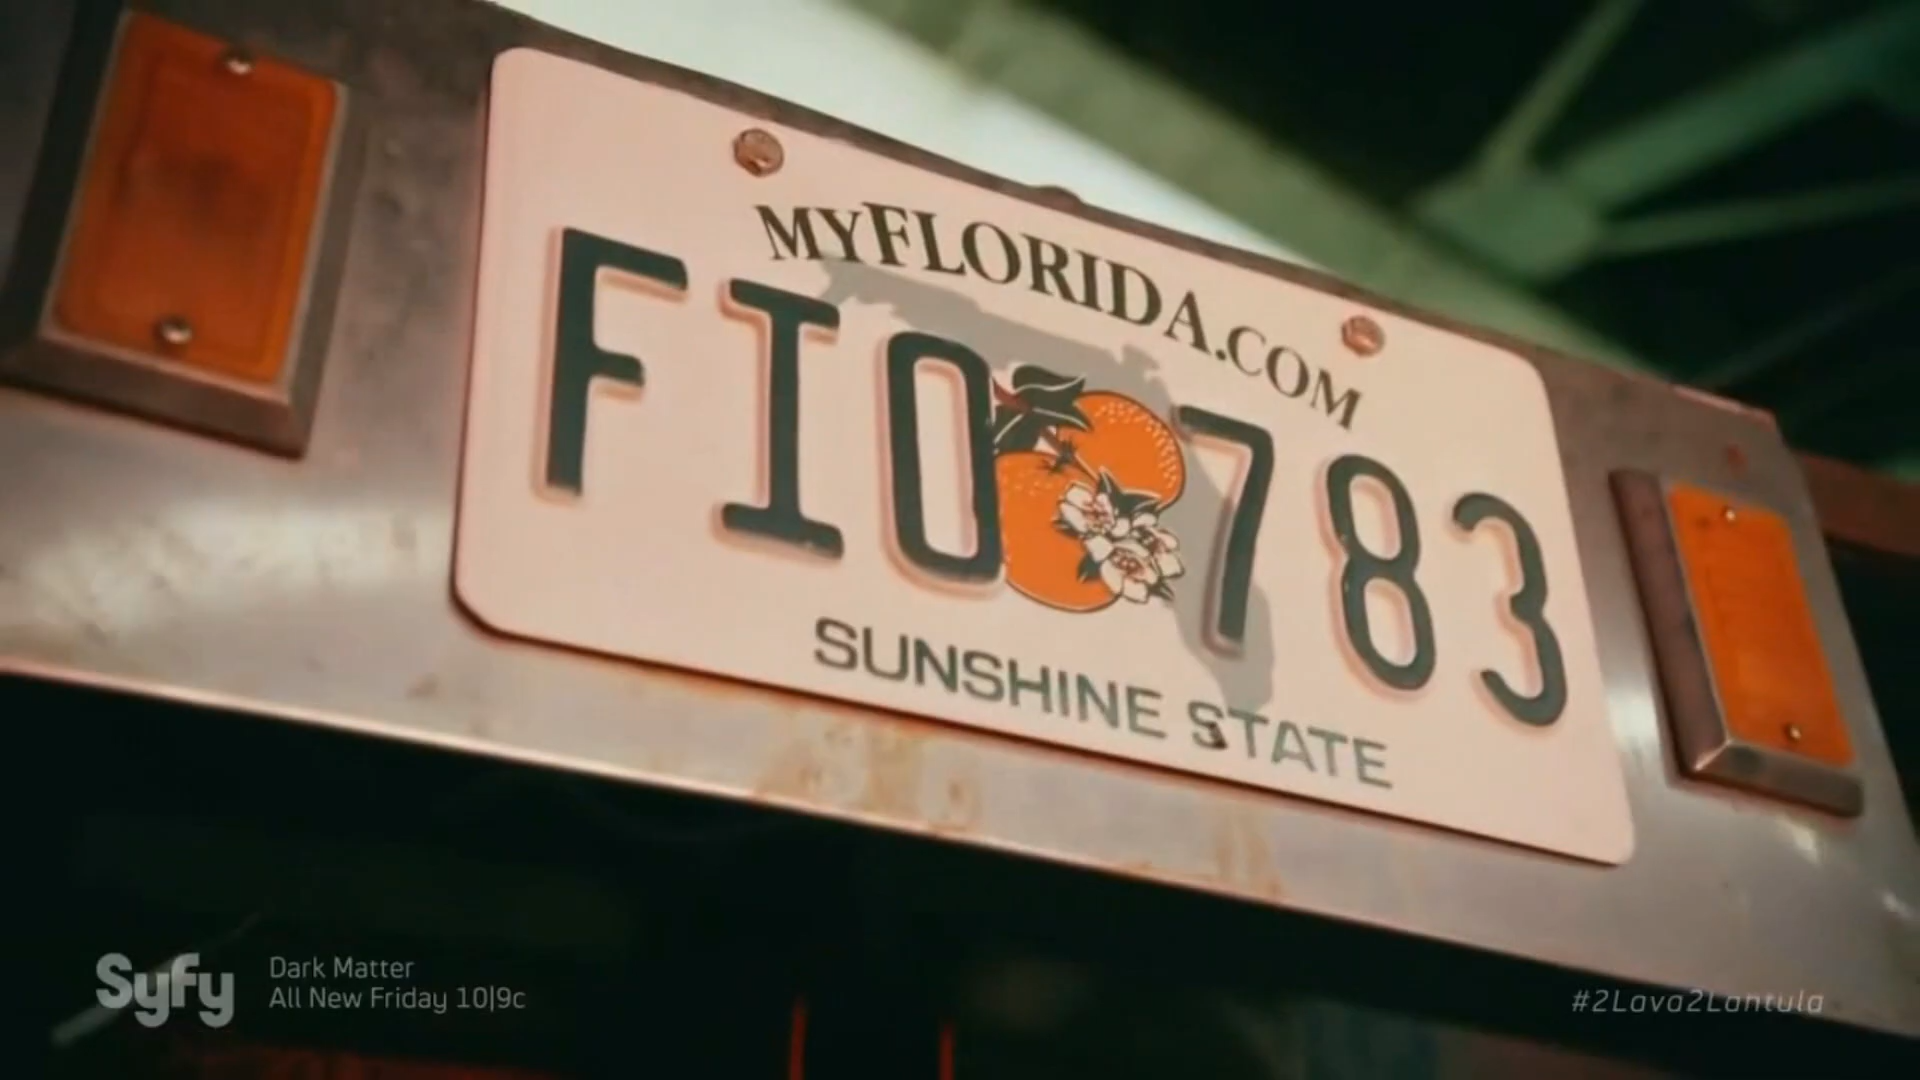 MYFLORIDA.COM
FIO 783
SUNSHINE STATE
Syfy
Dark Matter
All New Friday 10|9c
#2Lava2Lantula